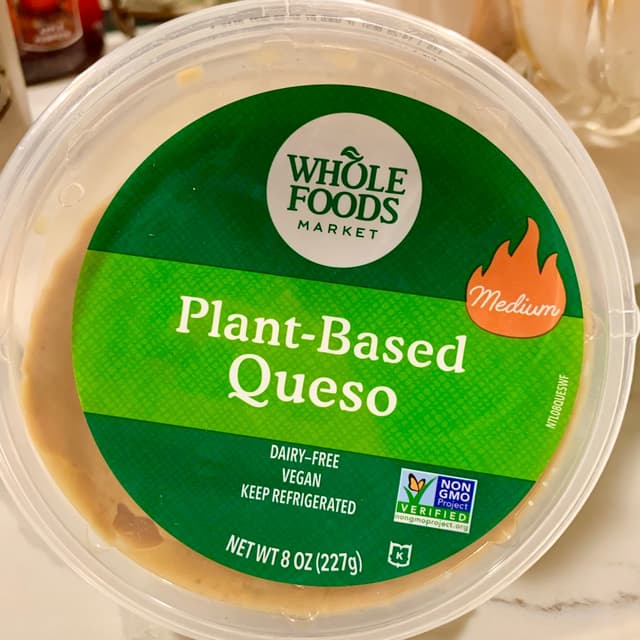 WHOLE
FOODS
MARKET
Medium
Plant-Based
Queso
NTL08QUESWF
DAIRY-FREE
VEGAN
KEEP REFRIGERATED
NON
GMO
Project
VERIFIED
nongmoproject.org
NET WT 8 OZ (227g)
K